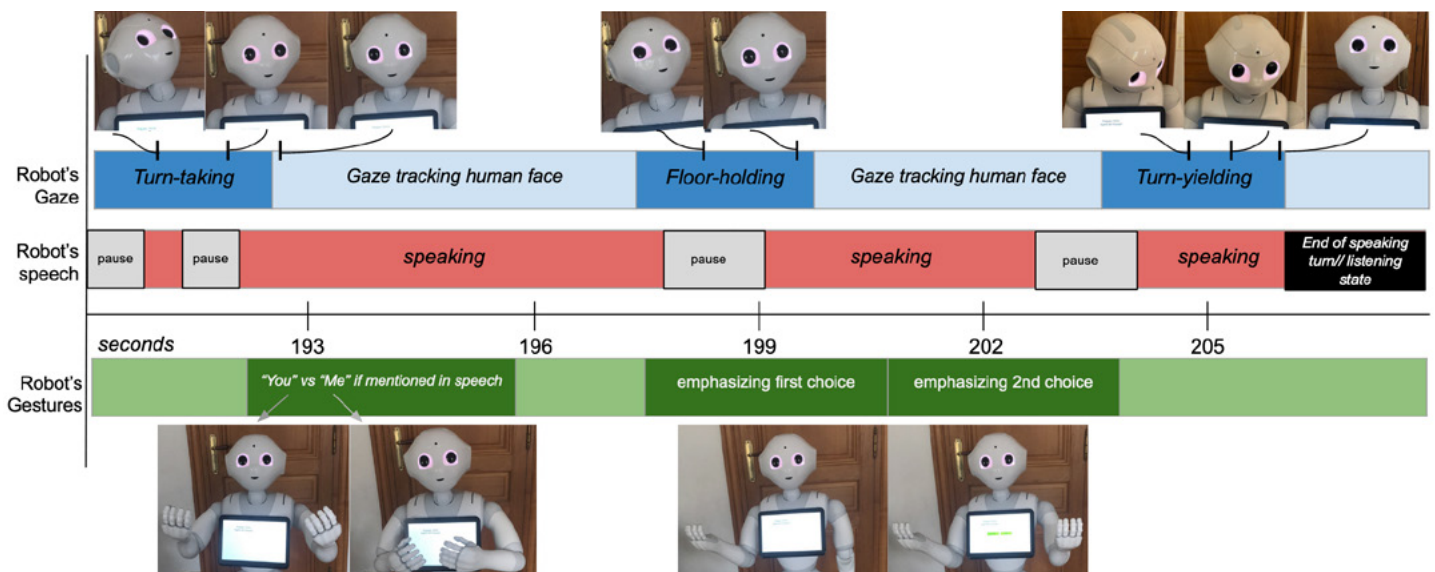 Robot's
Gaze
Turn-taking
Gaze tracking human face
Floor-holding
Gaze tracking human face
Turn-yielding
Robot's
speech
pause
pause
speaking
pause
speaking
pause
speaking
End of speaking
turn// listening
state
seconds
193
196
199
202
205
Robot's
Gestures
“You” vs “Me” if mentioned in speech
emphasizing first choice
emphasizing 2nd choice